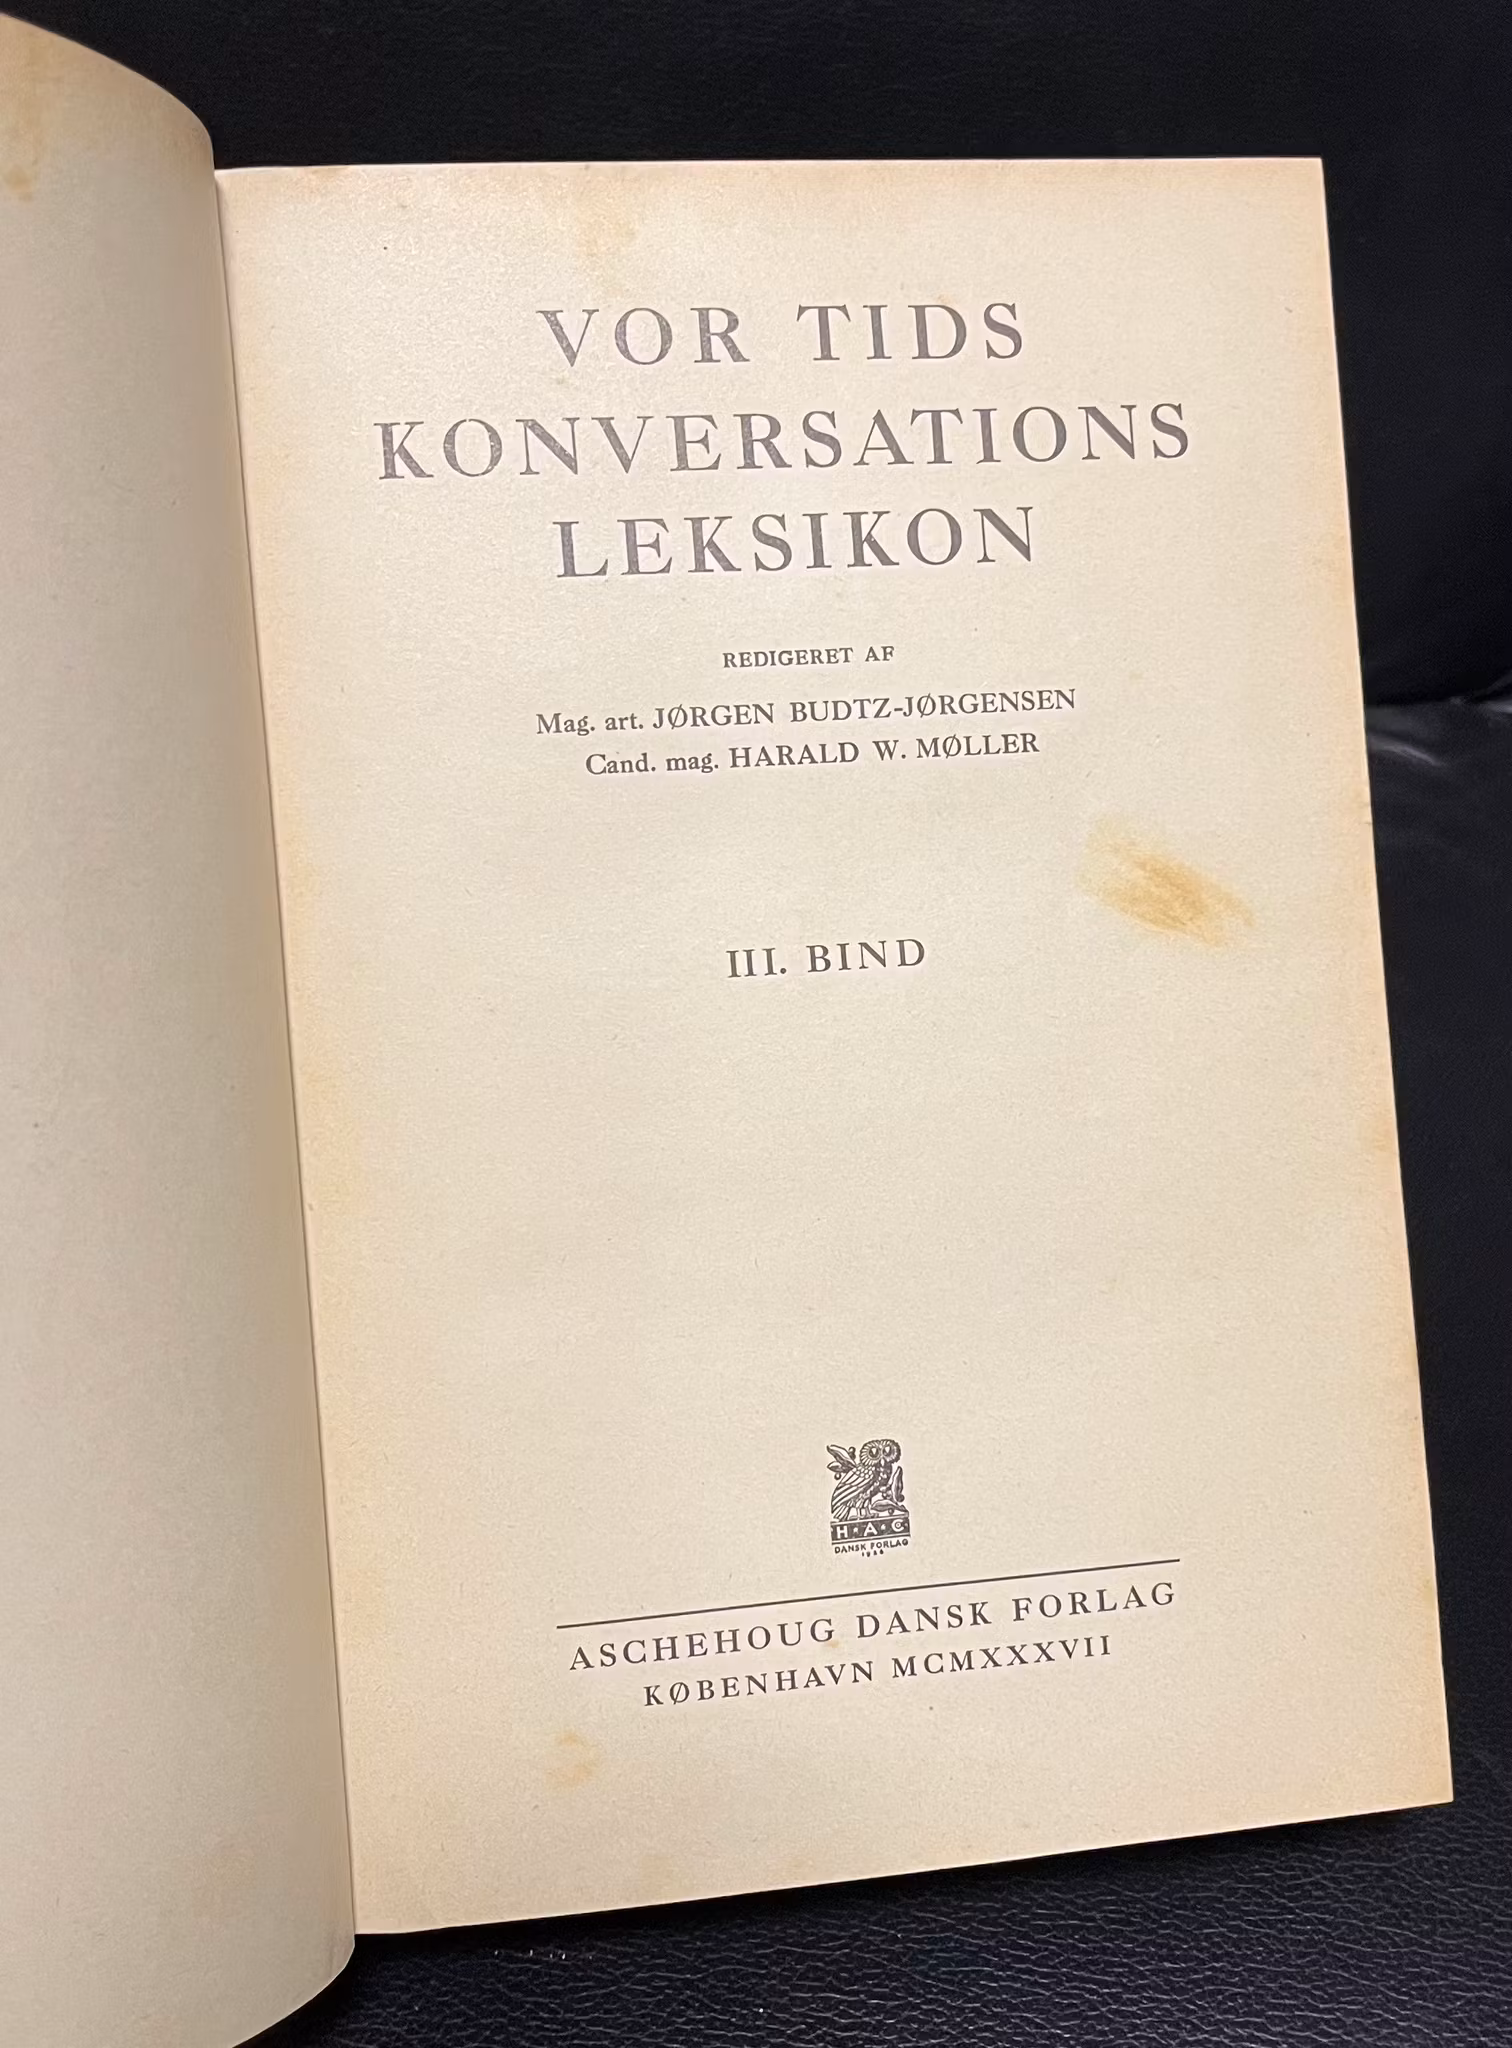 VOR TIDS
KONVERSATIONS
LEKSIKON
REDIGERET AF
Mag. art. JØRGEN BUDTZ-JØRGENSEN
Cand. mag. HARALD W. MØLLER
III. BIND
H·A·C
DANSK FORLAG
ASCHEHOUG DANSK FORLAG
KØBENHAVN MCMXXXVII